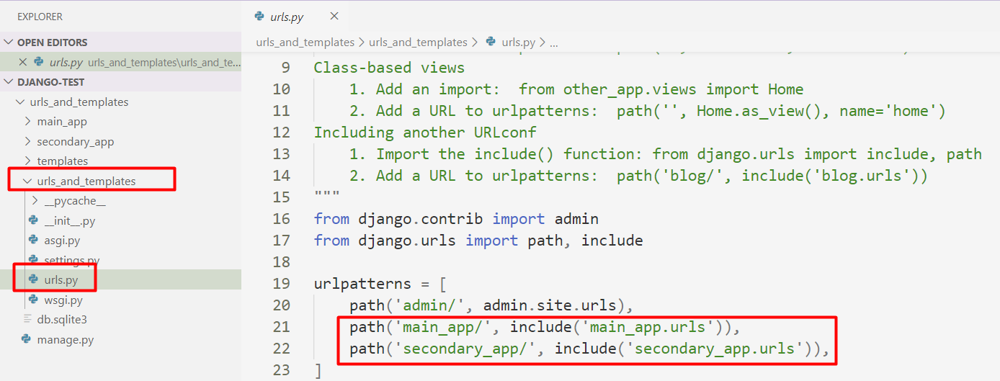 EXPLORER
OPEN EDITORS
urls.py urls_and_templates\urls_and_te...
DJANGO-TEST
urls_and_templates
main_app
secondary_app
templates
urls_and_templates
__pycache__
__init__.py
asgi.py
settings.py
urls.py
wsgi.py
db.sqlite3
manage.py
urls.py
urls_and_templates > urls_and_templates > urls.py > ...
9 Class-based views
10     1. Add an import:  from other_app.views import Home
11     2. Add a URL to urlpatterns:  path('', Home.as_view(), name='home')
12 Including another URLconf
13     1. Import the include() function: from django.urls import include, path
14     2. Add a URL to urlpatterns:  path('blog/', include('blog.urls'))
15 """
16 from django.contrib import admin
17 from django.urls import path, include
18
19 urlpatterns = [
20     path('admin/', admin.site.urls),
21     path('main_app/', include('main_app.urls')),
22     path('secondary_app/', include('secondary_app.urls')),
23 ]